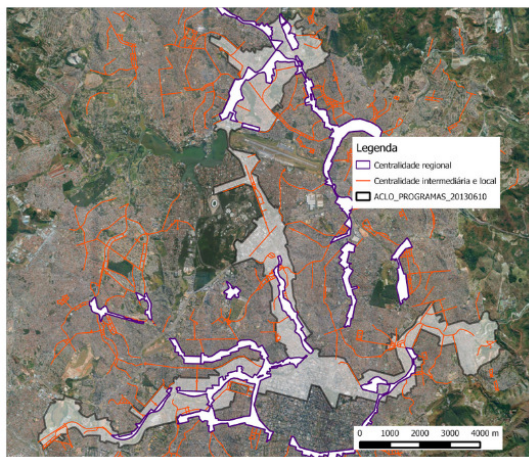 Legenda
Centralidade regional
Centralidade intermediária e local
ACLO_PROGRAMAS_20130610
0 1000 2000 3000 4000 m